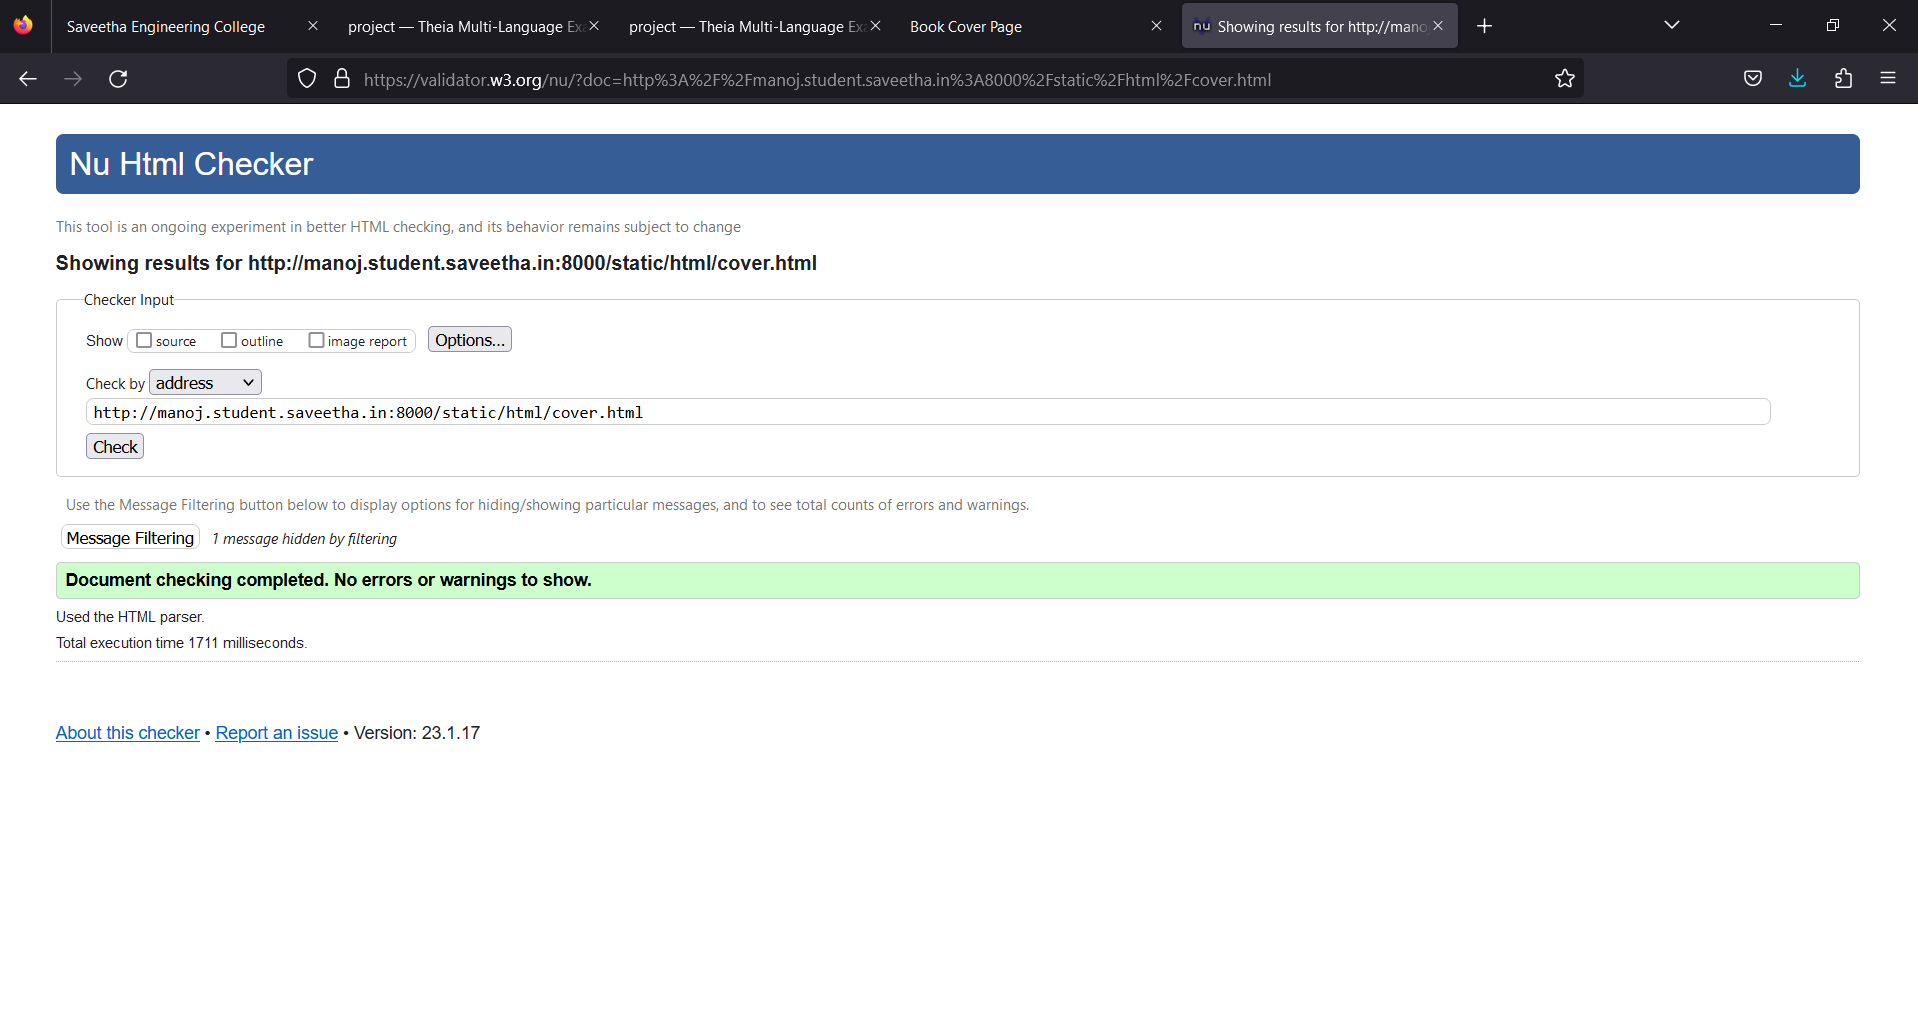 Saveetha Engineering College
project — Theia Multi-Language Exa
project — Theia Multi-Language Exa
Book Cover Page
nu Showing results for http://mano
https://validator.w3.org/nu/?doc=http%3A%2F%2Fmanoj.student.saveetha.in%3A8000%2Fstatic%2Fhtml%2Fcover.html
Nu Html Checker
This tool is an ongoing experiment in better HTML checking, and its behavior remains subject to change
Showing results for http://manoj.student.saveetha.in:8000/static/html/cover.html
Checker Input
Show source outline image report Options...
Check by address
http://manoj.student.saveetha.in:8000/static/html/cover.html
Check
Use the Message Filtering button below to display options for hiding/showing particular messages, and to see total counts of errors and warnings.
Message Filtering 1 message hidden by filtering
Document checking completed. No errors or warnings to show.
Used the HTML parser.
Total execution time 1711 milliseconds.
About this checker • Report an issue • Version: 23.1.17